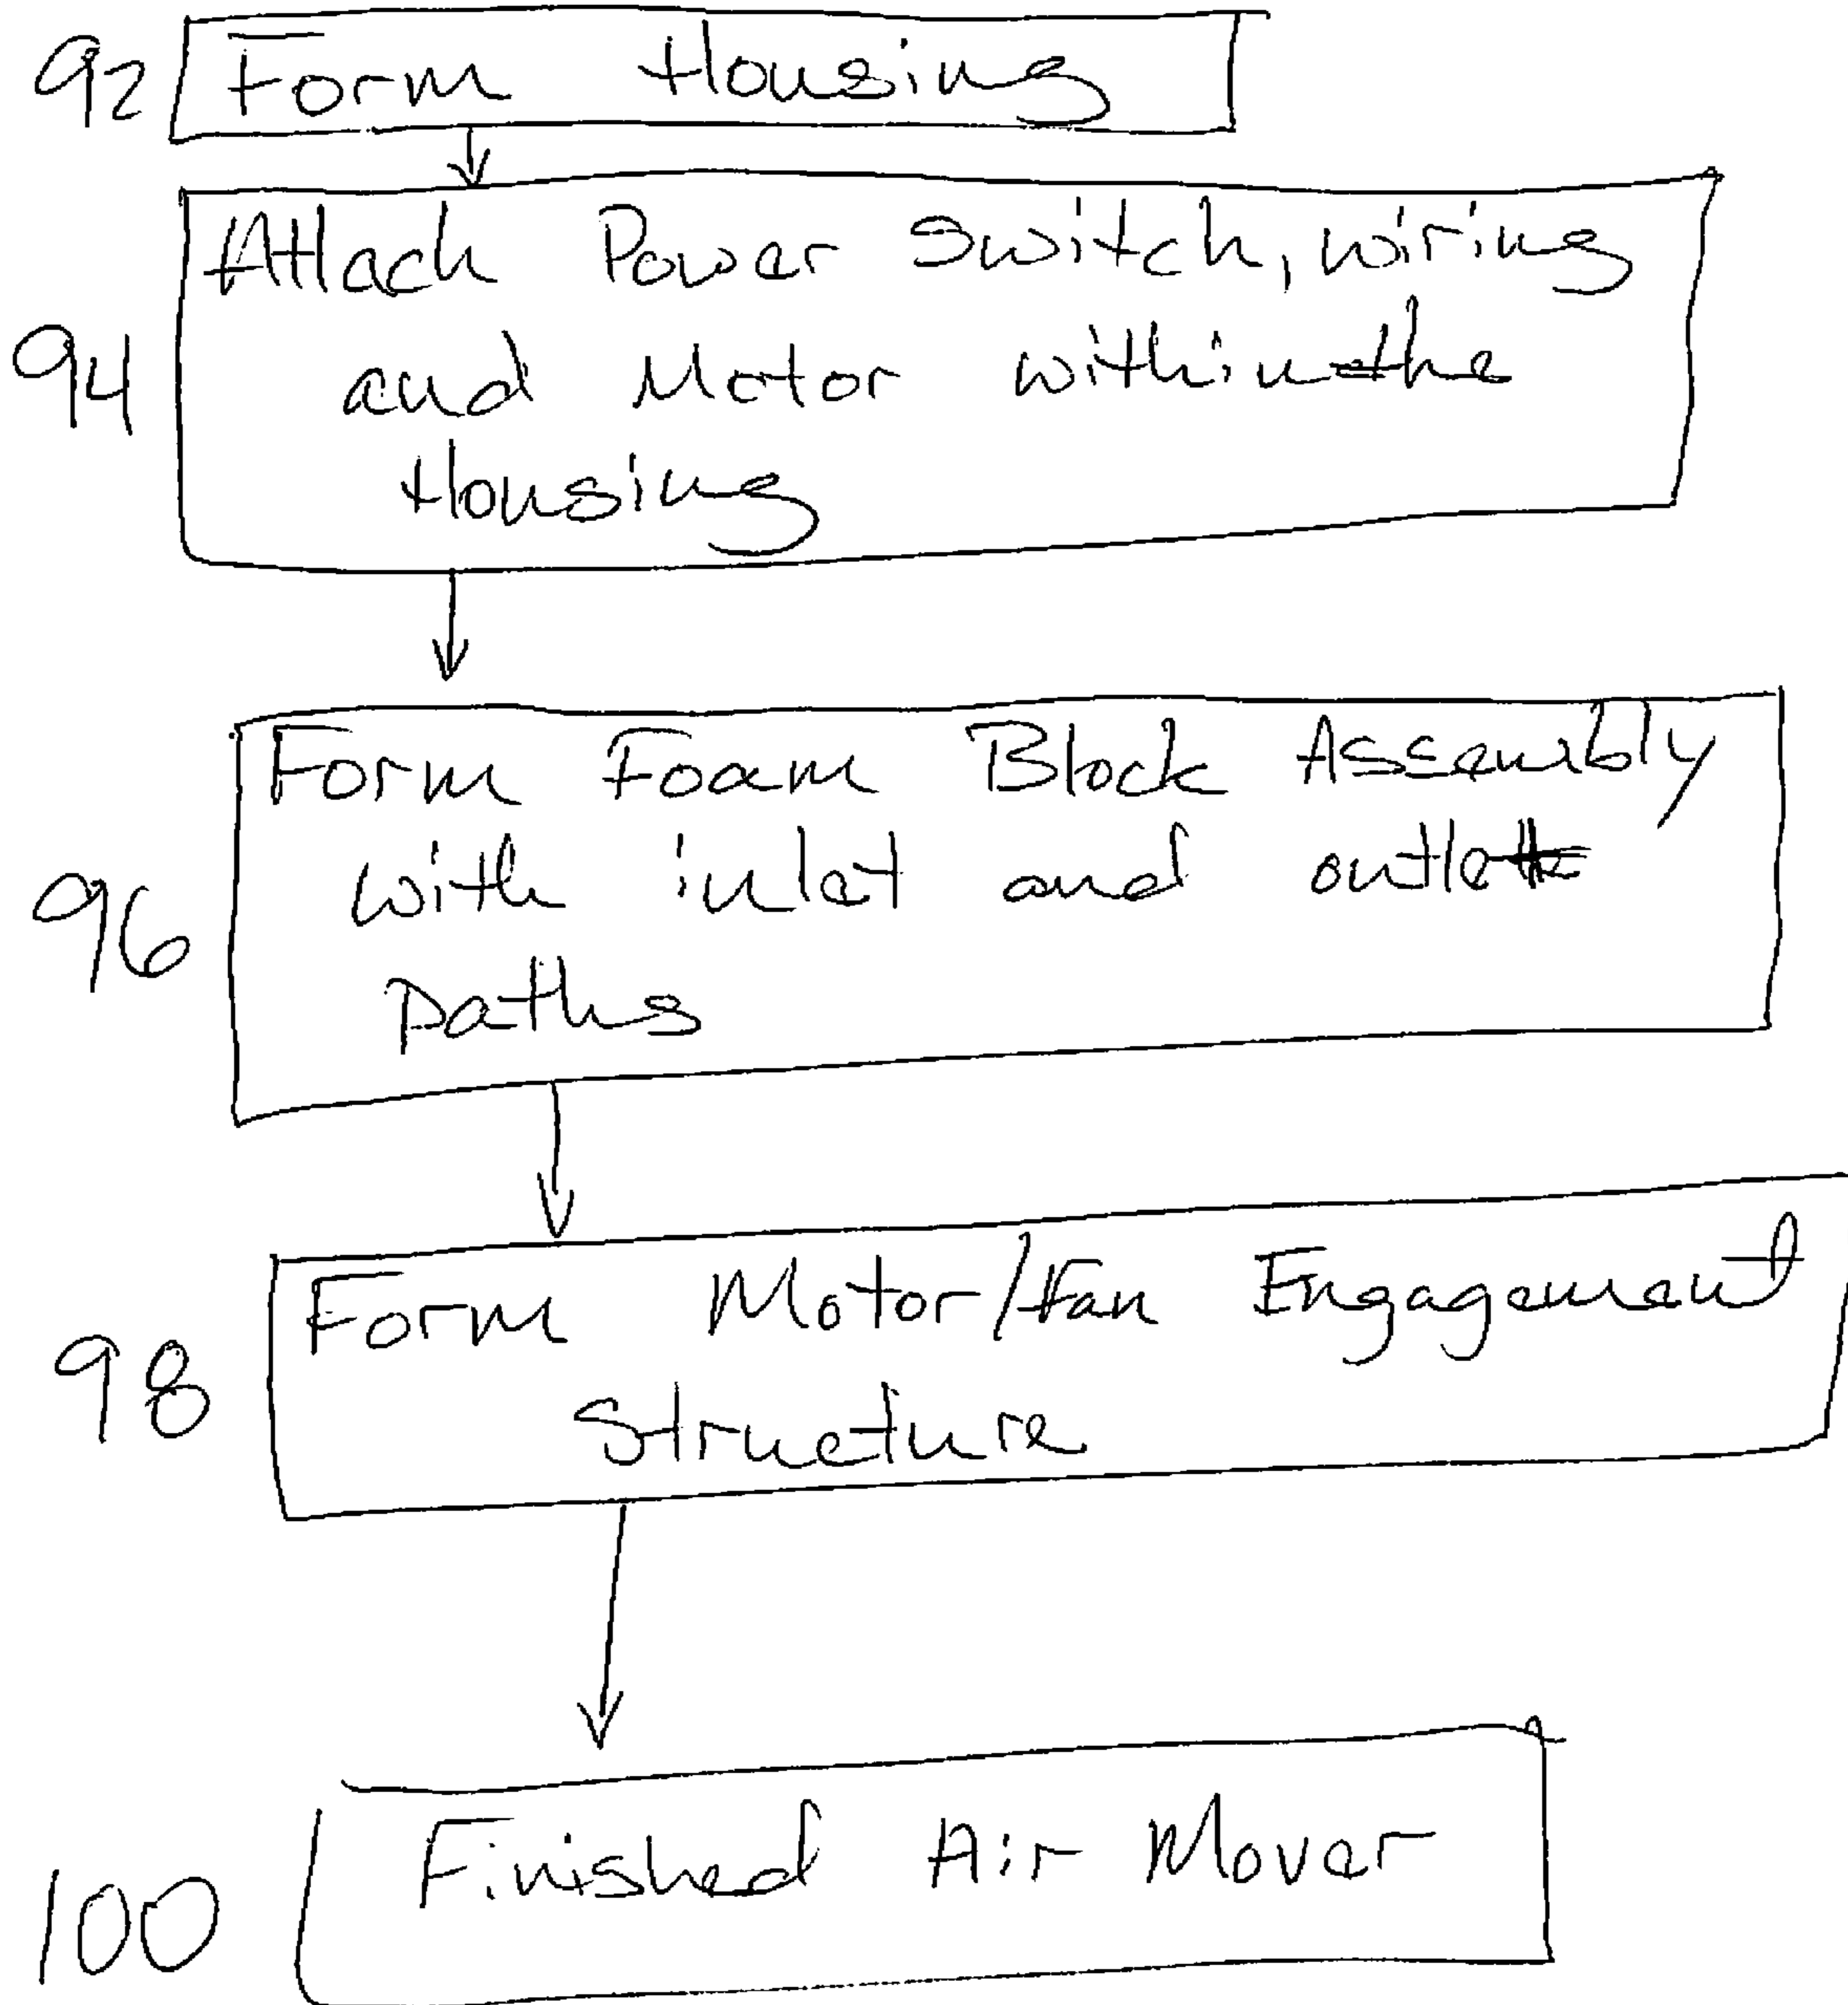 92 Form Housing
Attach Power Switch, wiring
94 and Motor within the
Housing
Form Foam Block Assembly
96 with inlet and outlet
Paths
Form Motor/Fan Engagement
98 Structure
100 Finished Air Mover